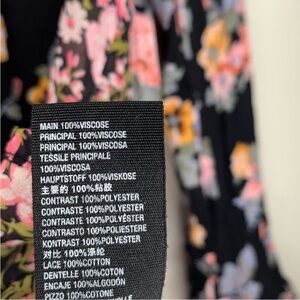 MAIN 100%VISCOSE
PRINCIPAL 100%VISCOSE
PRINCIPAL 100%VISCOSA
TESSILE PRINCIPALE
100%VISCOSA
HAUPTSTOFF 100%VISKOSE
主要的 100%粘胶
CONTRAST 100%POLYESTER
CONTRASTE 100%POLYESTER
CONTRASTE 100%POLYÉSTER
CONTRASTO 100%POLIESTERE
KONTRAST 100%POLYESTER
对比 100%涤纶
LACE 100%COTTON
DENTELLE 100%COTON
ENCAJE 100%ALGODÓN
PIZZO 100%COTONE